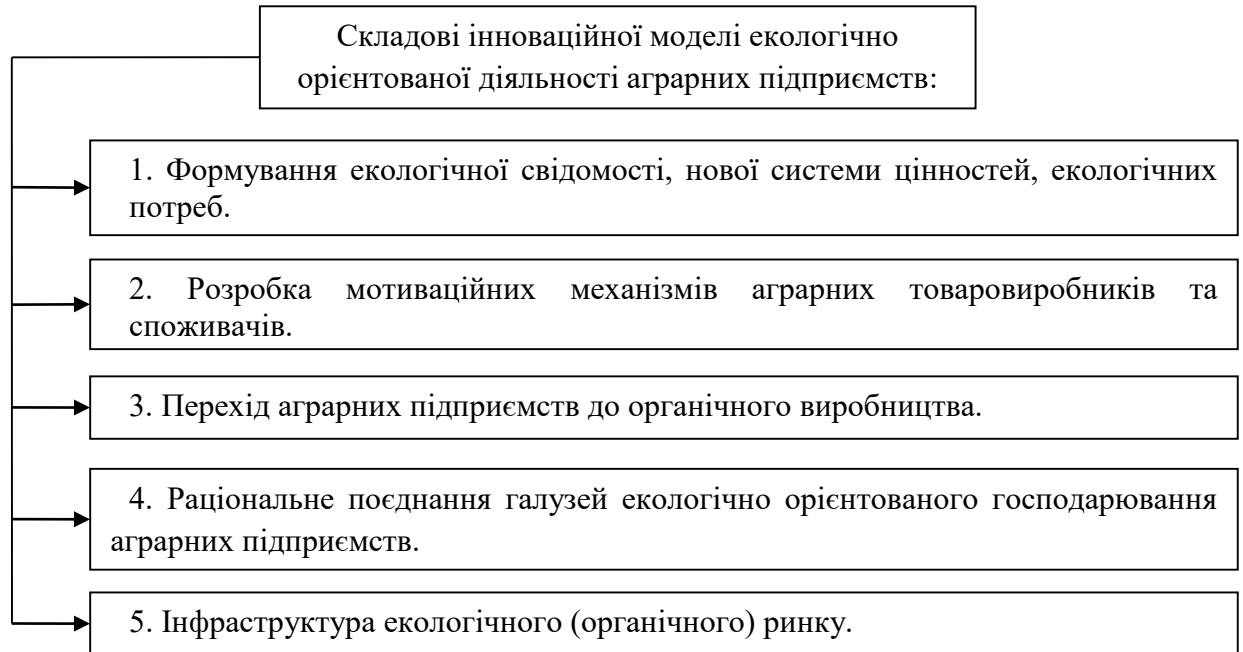 Складові інноваційної моделі екологічно
орієнтованої діяльності аграрних підприємств:
1. Формування екологічної свідомості, нової системи цінностей, екологічних
потреб.
2. Розробка мотиваційних механізмів аграрних товаровиробників та
споживачів.
3. Перехід аграрних підприємств до органічного виробництва.
4. Раціональне поєднання галузей екологічно орієнтованого господарювання
аграрних підприємств.
5. Інфраструктура екологічного (органічного) ринку.